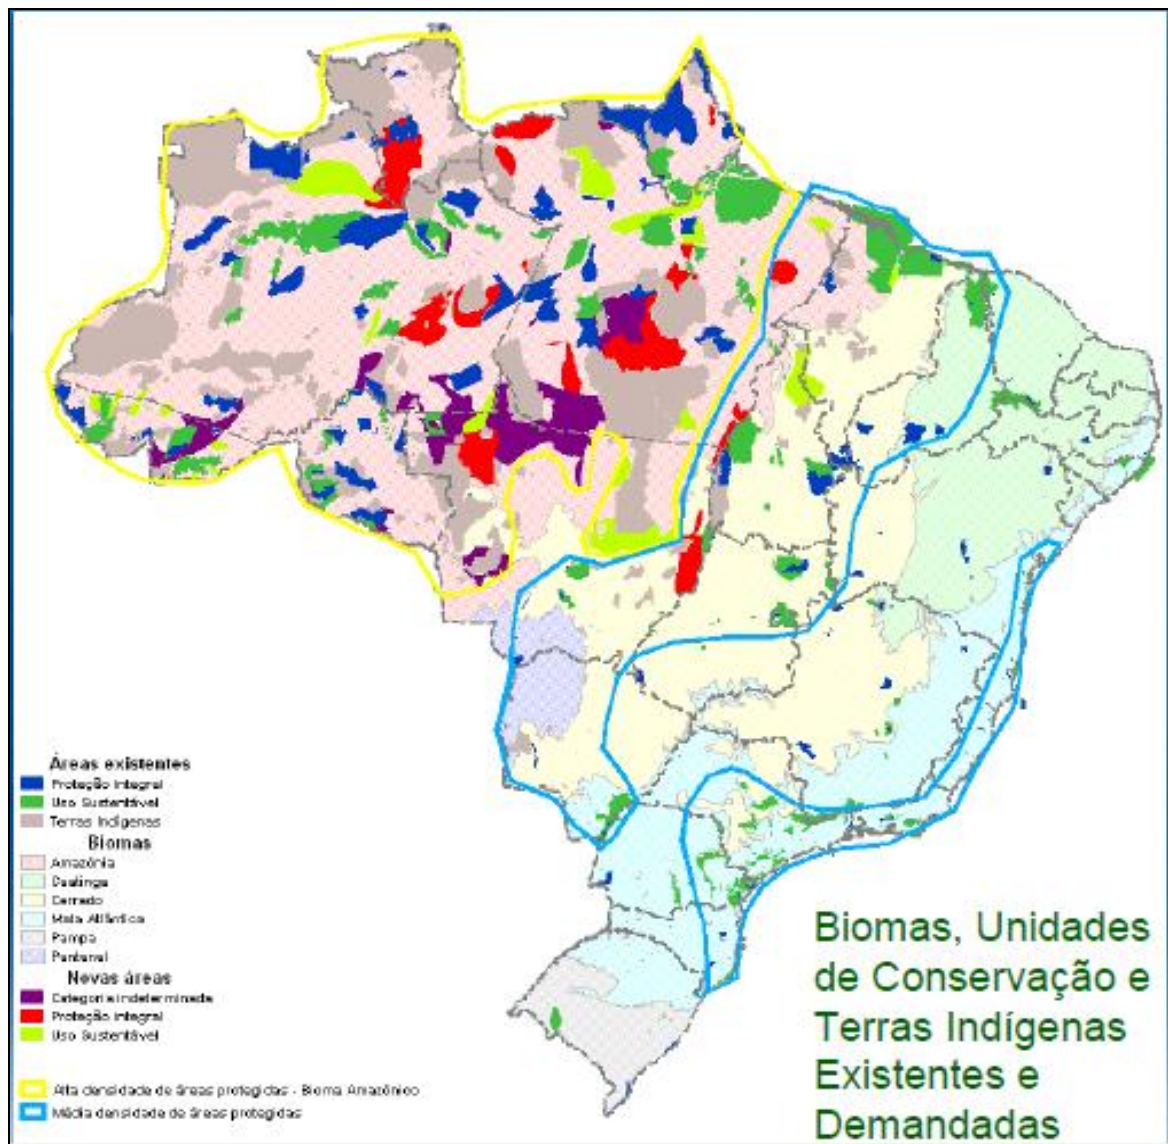 Áreas existentes
Proteção Integral
Uso Sustentável
Terras Indígenas
Biomas
Amazônia
Caatinga
Cerrado
Mata Atlântica
Pampa
Pantanal
Novas áreas
Categoria indeterminada
Proteção Integral
Uso Sustentável
Alta densidade de áreas protegidas - Bioma Amazônico
Média densidade de áreas protegidas
Biomas, Unidades
de Conservação e
Terras Indígenas
Existentes e
Demandadas